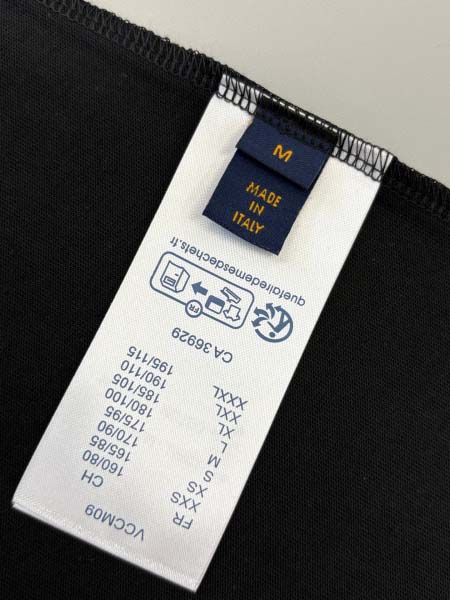 M
MADE
IN
ITALY
VCCM09
FR CH
XXS 160/80
XS 165/85
S 170/90
M 175/95
L 180/100
XL 185/105
XXL 190/110
XXXL 195/115
CA 36929
FR
quefairedemesdechets.fr